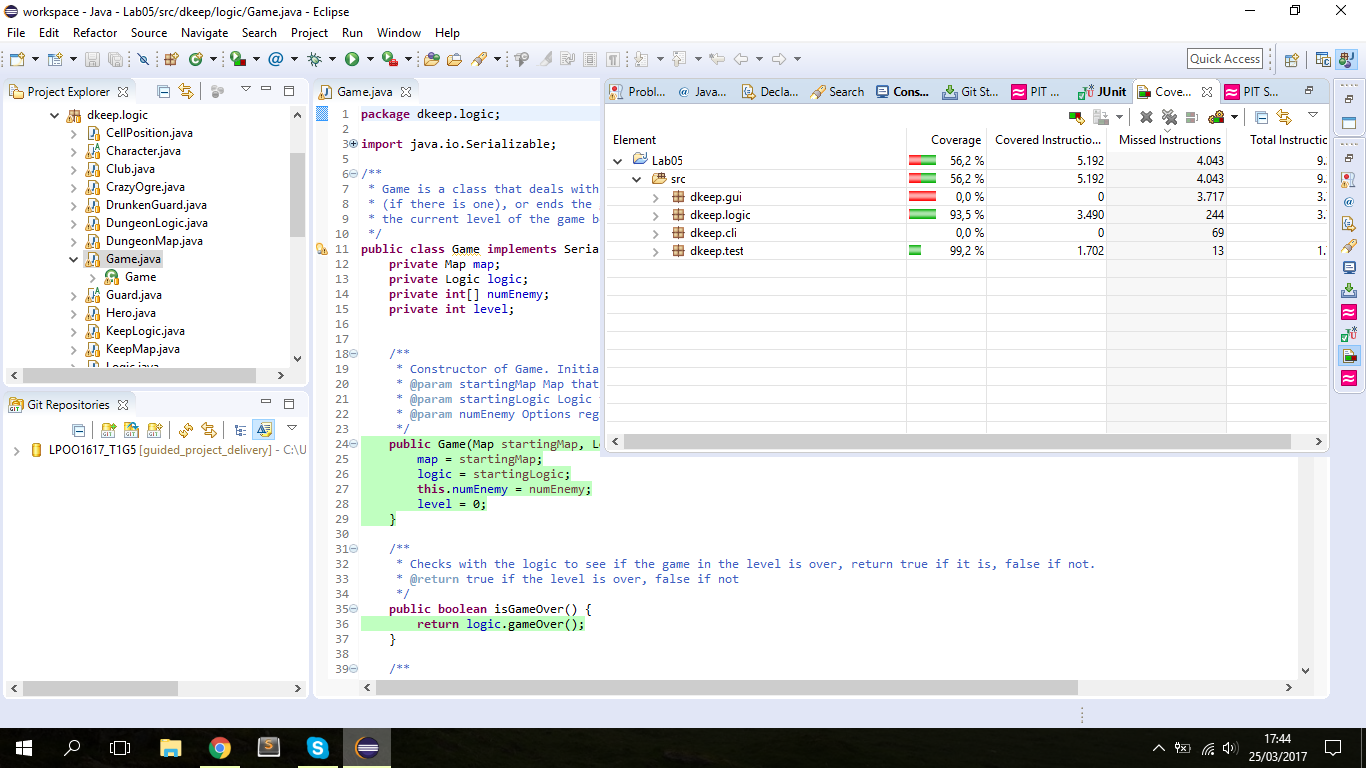 workspace - Java - Lab05/src/dkeep/logic/Game.java - Eclipse
File Edit Refactor Source Navigate Search Project Run Window Help
Quick Access
Project Explorer
dkeep.logic
CellPosition.java
Character.java
Club.java
CrazyOgre.java
DrunkenGuard.java
DungeonLogic.java
DungeonMap.java
Game.java
Game
Guard.java
Hero.java
KeepLogic.java
KeepMap.java
Logic.java
Git Repositories
LPOO1617_T1G5 [guided_project_delivery] - C:\U
Game.java
1 package dkeep.logic;
2
3 import java.io.Serializable;
5
6 /**
7 * Game is a class that deals with
8 * (if there is one), or ends the
9 * the current level of the game b
10 */
11 public class Game implements Seria
12 private Map map;
13 private Logic logic;
14 private int[] numEnemy;
15 private int level;
16
17
18 /**
19 * Constructor of Game. Initia
20 * @param startingMap Map that
21 * @param startingLogic Logic
22 * @param numEnemy Options reg
23 */
24 public Game(Map startingMap, L
25 map = startingMap;
26 logic = startingLogic;
27 this.numEnemy = numEnemy;
28 level = 0;
29 }
30
31 /**
32 * Checks with the logic to see if the game in the level is over, return true if it is, false if not.
33 * @return true if the level is over, false if not
34 */
35 public boolean isGameOver() {
36 return logic.gameOver();
37 }
38
39 /**
Probl... Java... Decla... Search Cons... Git St... PIT ... JUnit Cove... PIT S...
Element Coverage Covered Instructio... Missed Instructions Total Instructic
Lab05 56,2 % 5.192 4.043 9.
src 56,2 % 5.192 4.043 9.
dkeep.gui 0,0 % 0 3.717 3.
dkeep.logic 93,5 % 3.490 244 3.
dkeep.cli 0,0 % 0 69
dkeep.test 99,2 % 1.702 13 1.
17:44
25/03/2017